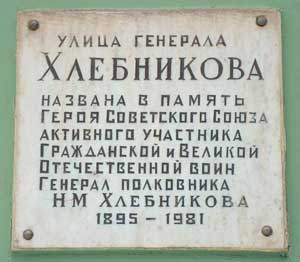 УЛИЦА ГЕНЕРАЛА
ХЛЕБНИКОВА
НАЗВАНА В ПАМЯТЬ
ГЕРОЯ СОВЕТСКОГО СОЮЗА
АКТИВНОГО УЧАСТНИКА
ГРАЖДАНСКОЙ И ВЕЛИКОЙ
ОТЕЧЕСТВЕННОЙ ВОИН
ГЕНЕРАЛ ПОЛКОВНИКА
Н М ХЛЕБНИКОВА
1895 – 1981